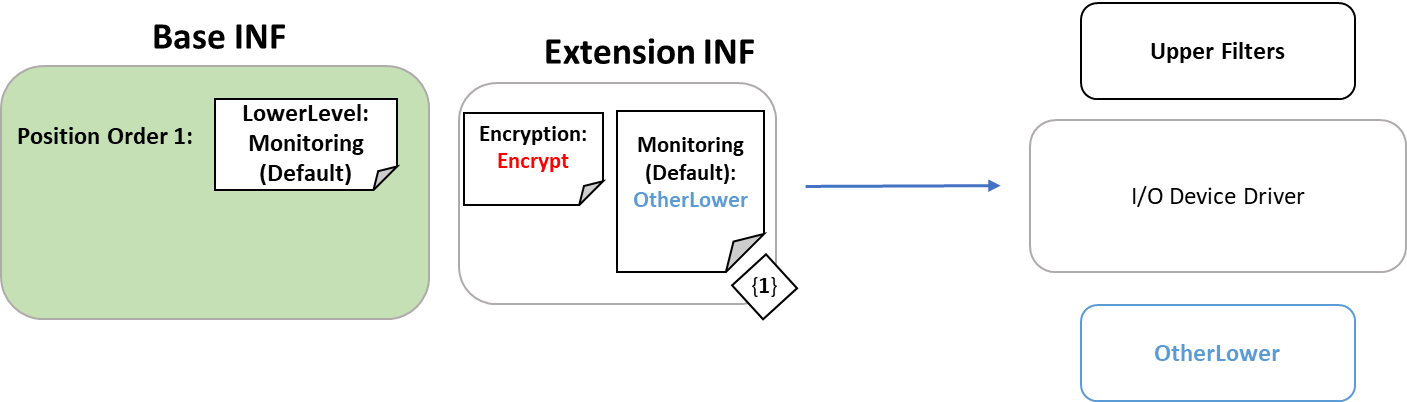 Base INF
Position Order 1:
LowerLevel:
Monitoring
(Default)
Extension INF
Encryption:
Encrypt
Monitoring
(Default):
OtherLower
{1}
Upper Filters
I/O Device Driver
OtherLower